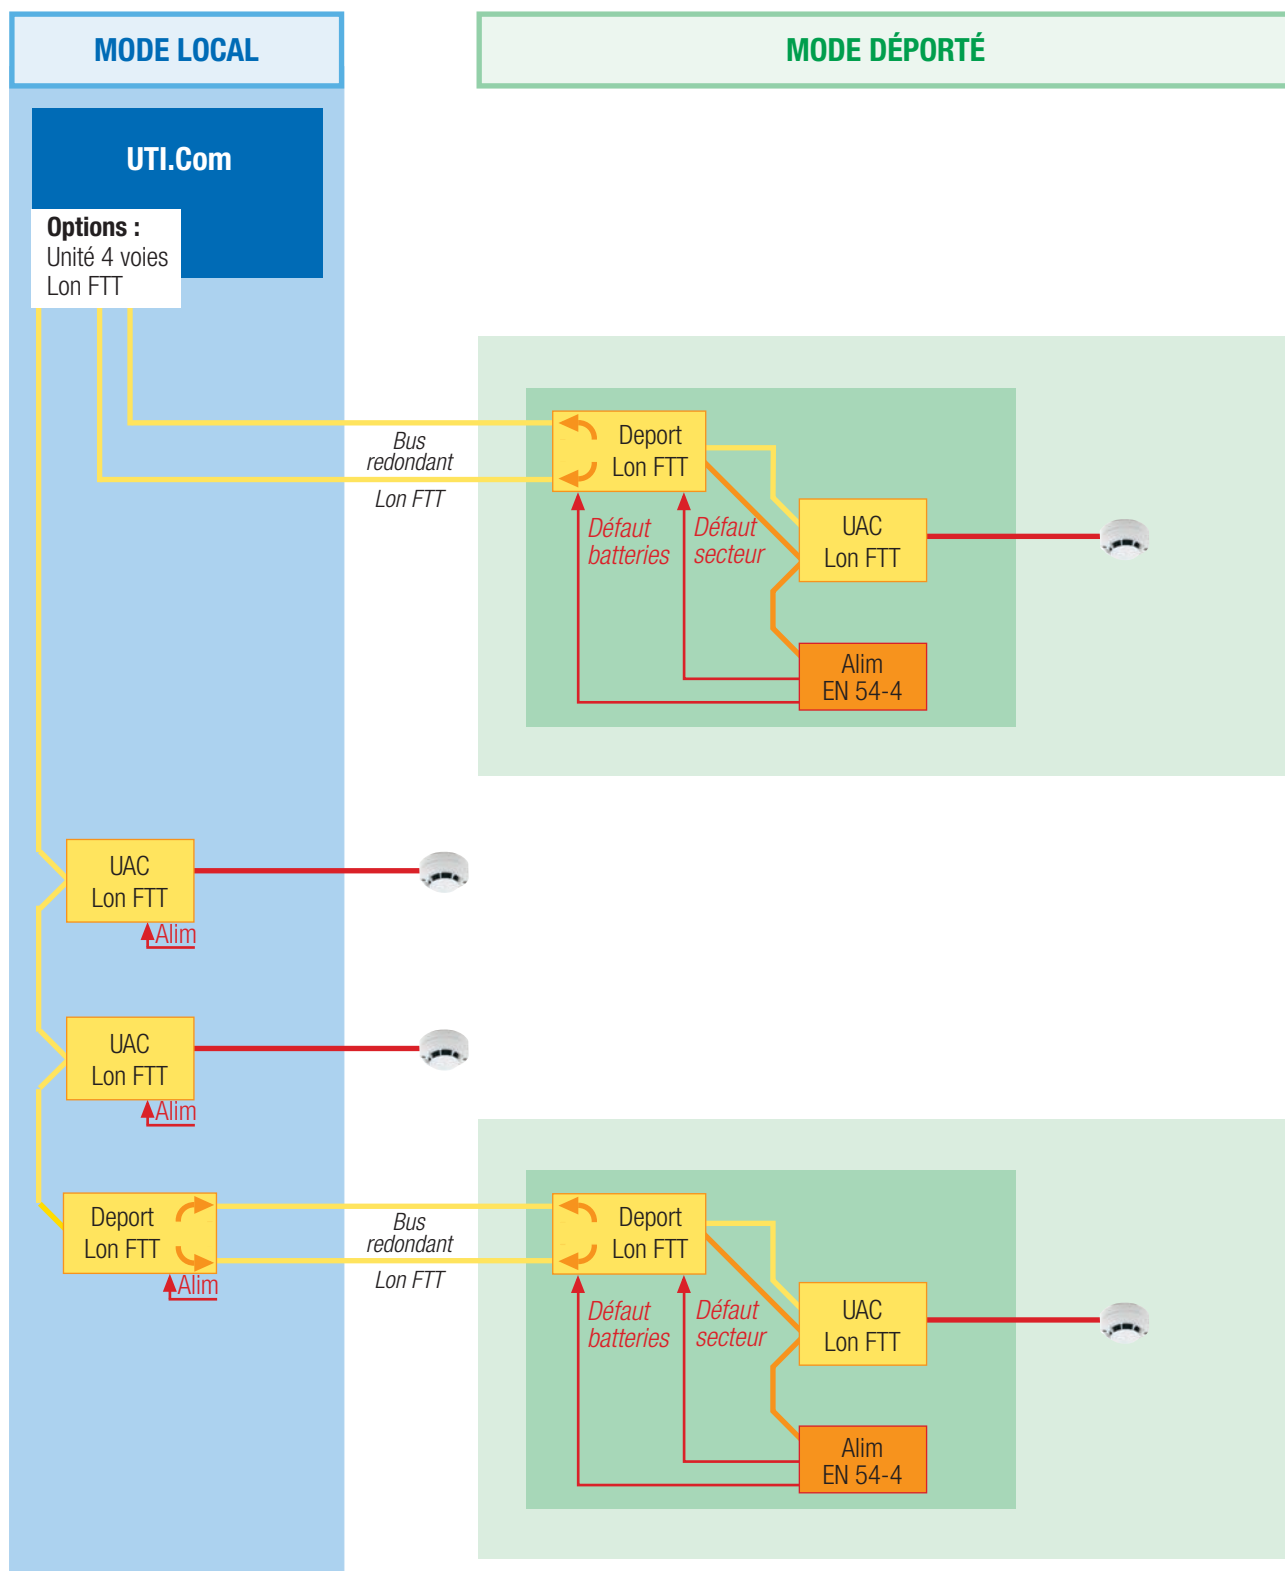 MODE LOCAL
MODE DÉPORTÉ
UTI.Com
Options :
Unité 4 voies
Lon FTT
Bus
redondant
Lon FTT
Deport
Lon FTT
Défaut
batteries
Défaut
secteur
UAC
Lon FTT
Alim
EN 54-4
UAC
Lon FTT
Alim
UAC
Lon FTT
Alim
Deport
Lon FTT
Alim
Bus
redondant
Lon FTT
Deport
Lon FTT
Défaut
batteries
Défaut
secteur
UAC
Lon FTT
Alim
EN 54-4